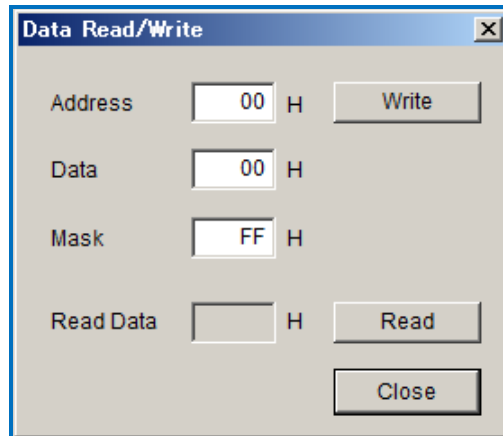 Data Read/Write
Address 00 H Write
Data 00 H
Mask FF H
Read Data H Read
Close